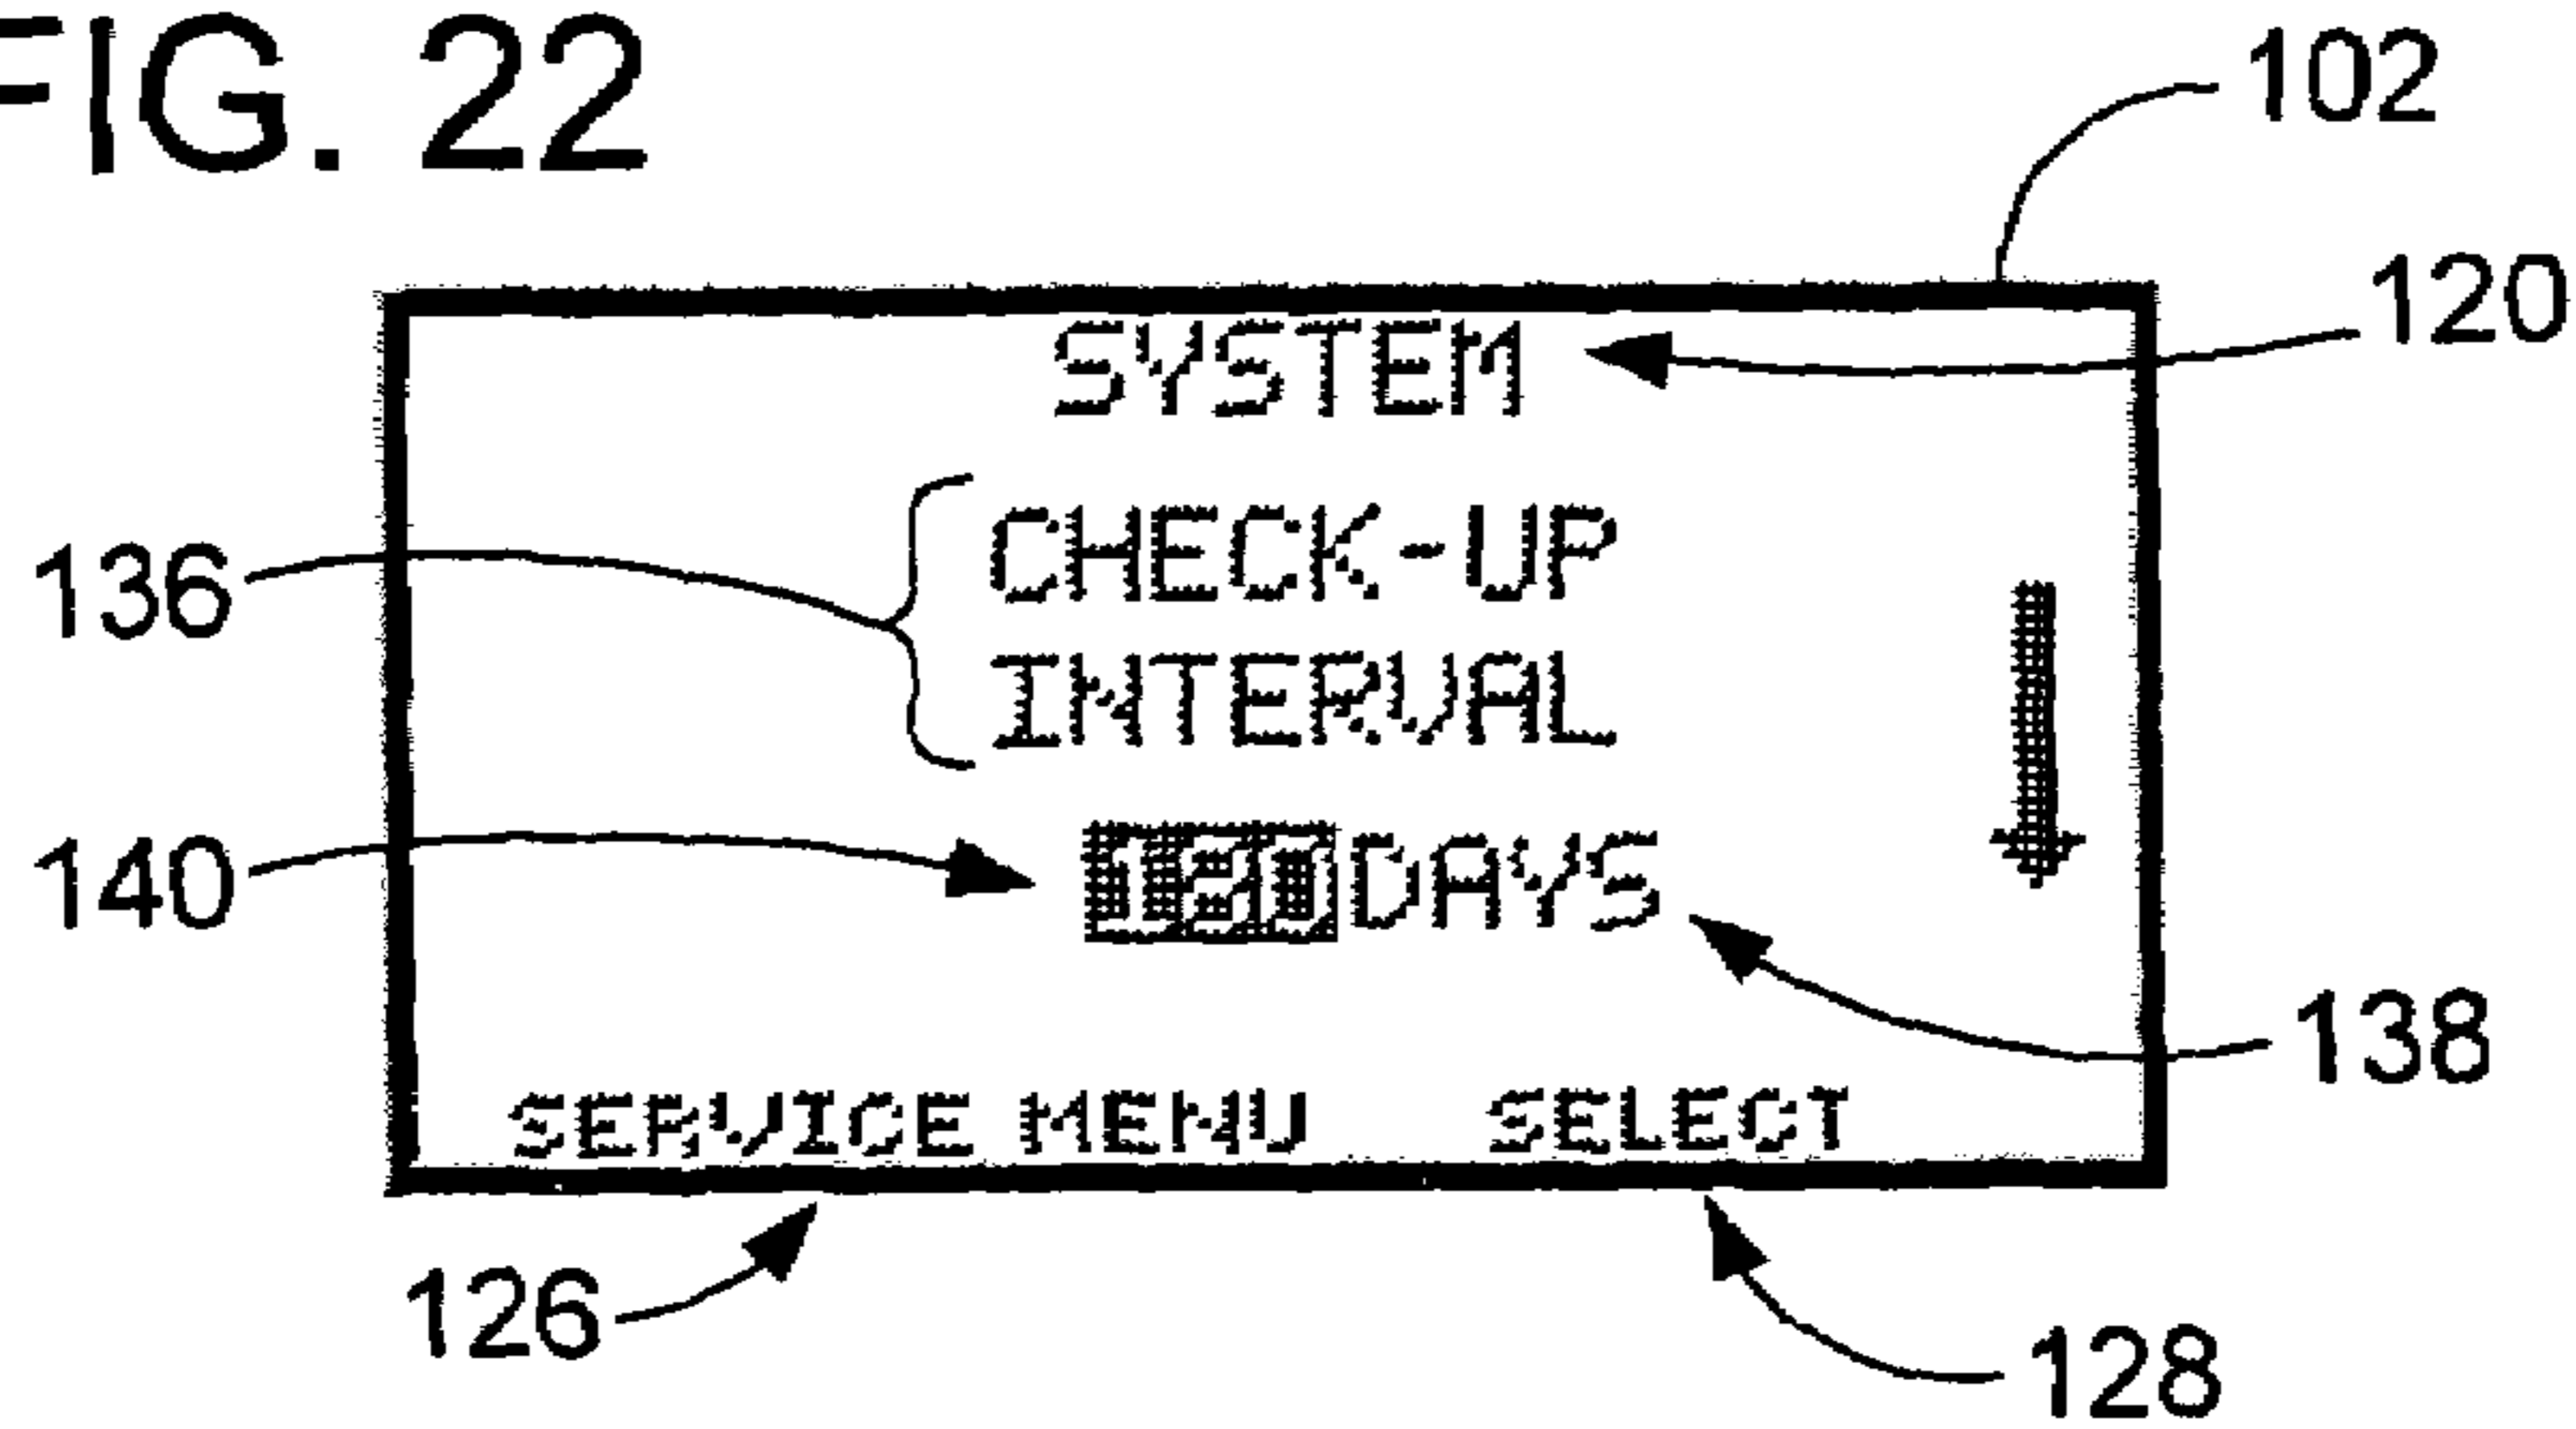 FIG. 22
102
120
SYSTEM
136
CHECK-UP
INTERVAL
140
DAYS
138
SERVICE MENU SELECT
126
128